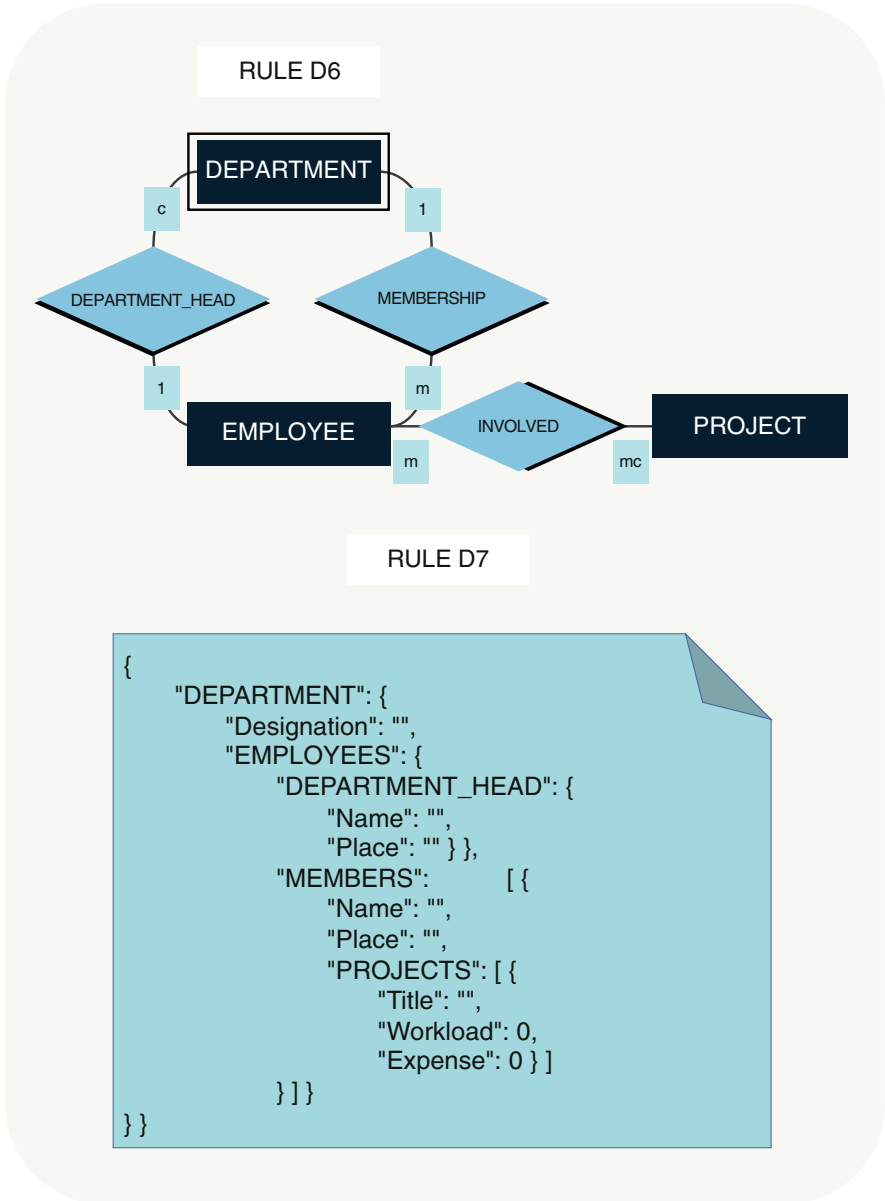 RULE D6
DEPARTMENT
c
1
DEPARTMENT_HEAD
MEMBERSHIP
1
m
EMPLOYEE
INVOLVED
PROJECT
m
mc
RULE D7
{
"DEPARTMENT": {
"Designation": "",
"EMPLOYEES": {
"DEPARTMENT_HEAD": {
"Name": "",
"Place": "" } },
"MEMBERS": [ {
"Name": "",
"Place": "",
"PROJECTS": [ {
"Title": "",
"Workload": 0,
"Expense": 0 } ]
} ] }
} }